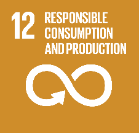 12 RESPONSIBLE
CONSUMPTION
AND PRODUCTION